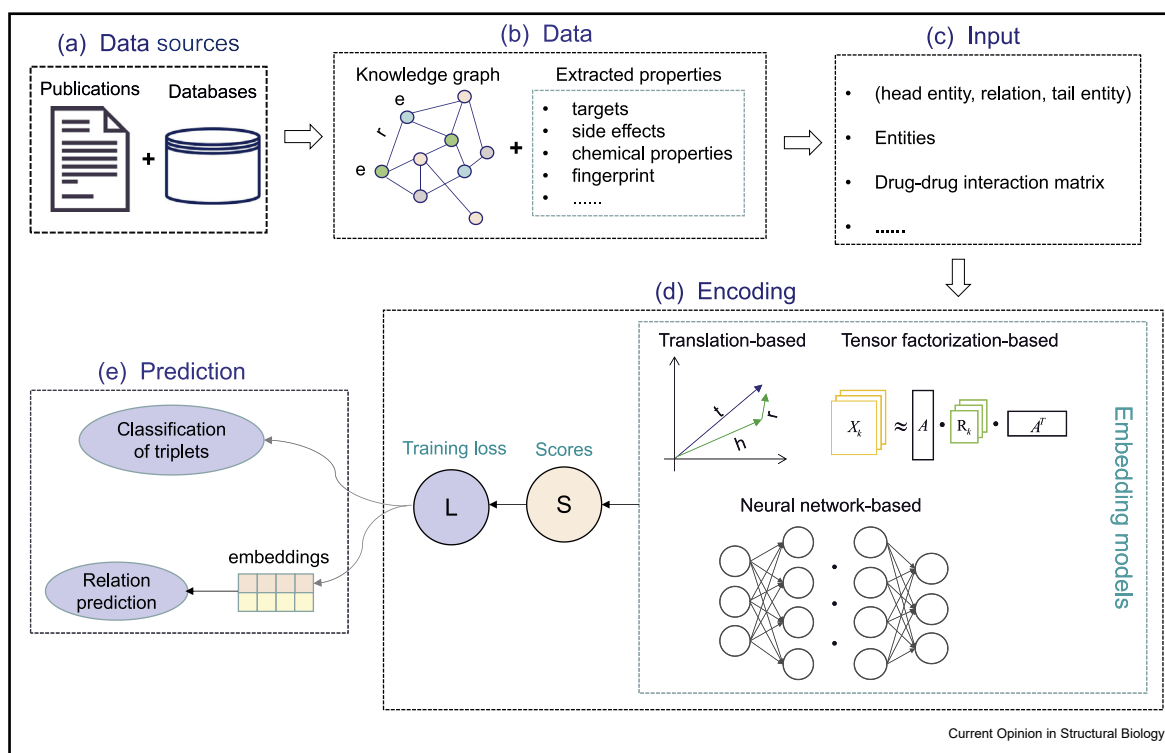 (a) Data sources
Publications
+
Databases
(b) Data
Knowledge graph
e
r
e
+
Extracted properties
• targets
• side effects
• chemical properties
• fingerprint
• ......
(c) Input
• (head entity, relation, tail entity)
• Entities
• Drug-drug interaction matrix
• ......
(d) Encoding
Translation-based
t
r
h
Tensor factorization-based
Xk ≈ A • Rk • A^T
Neural network-based
Embedding models
Scores
S
Training loss
L
(e) Prediction
Classification
of triplets
embeddings
Relation
prediction
Current Opinion in Structural Biology